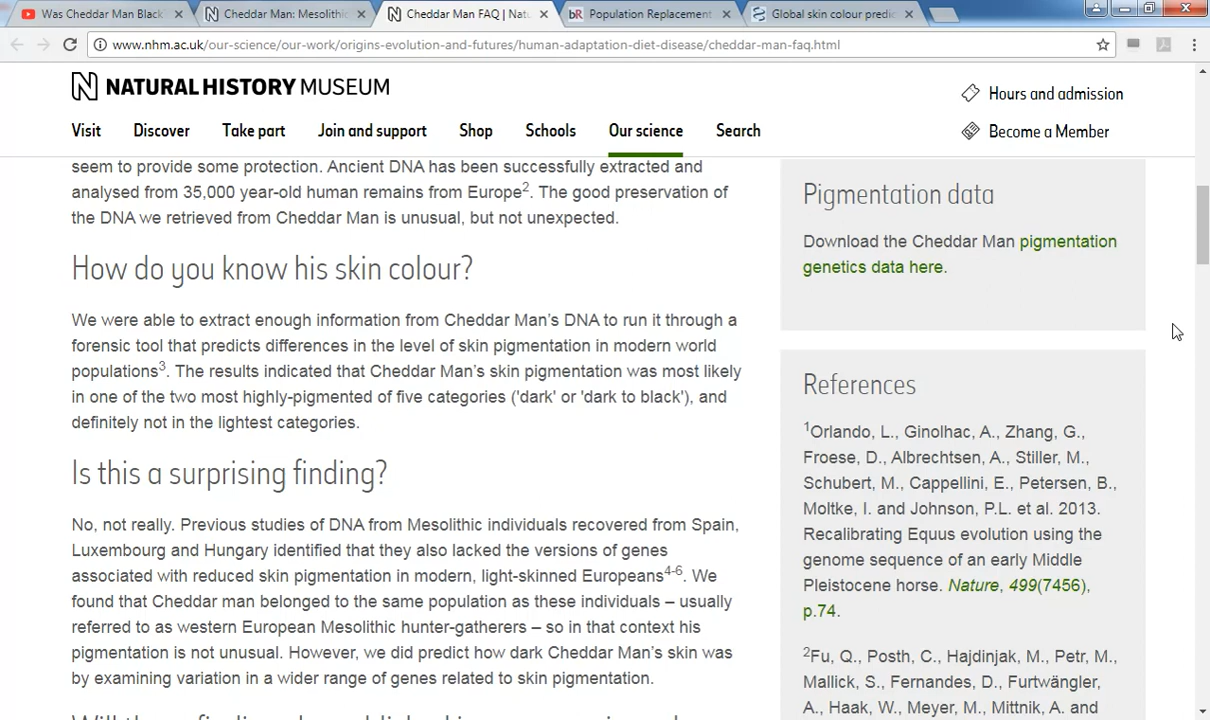 Was Cheddar Man Black
Cheddar Man: Mesolithic
Cheddar Man FAQ | Natu
bR Population Replacement
Global skin colour predic
www.nhm.ac.uk/our-science/our-work/origins-evolution-and-futures/human-adaptation-diet-disease/cheddar-man-faq.html
NATURAL HISTORY MUSEUM
Hours and admission
Become a Member
Visit Discover Take part Join and support Shop Schools Our science Search
seem to provide some protection. Ancient DNA has been successfully extracted and
analysed from 35,000 year-old human remains from Europe2. The good preservation of
the DNA we retrieved from Cheddar Man is unusual, but not unexpected.
How do you know his skin colour?
We were able to extract enough information from Cheddar Man's DNA to run it through a
forensic tool that predicts differences in the level of skin pigmentation in modern world
populations3. The results indicated that Cheddar Man's skin pigmentation was most likely
in one of the two most highly-pigmented of five categories ('dark' or 'dark to black'), and
definitely not in the lightest categories.
Is this a surprising finding?
No, not really. Previous studies of DNA from Mesolithic individuals recovered from Spain,
Luxembourg and Hungary identified that they also lacked the versions of genes
associated with reduced skin pigmentation in modern, light-skinned Europeans4-6. We
found that Cheddar man belonged to the same population as these individuals – usually
referred to as western European Mesolithic hunter-gatherers – so in that context his
pigmentation is not unusual. However, we did predict how dark Cheddar Man's skin was
by examining variation in a wider range of genes related to skin pigmentation.
Pigmentation data
Download the Cheddar Man pigmentation
genetics data here.
References
1Orlando, L., Ginolhac, A., Zhang, G.,
Froese, D., Albrechtsen, A., Stiller, M.,
Schubert, M., Cappellini, E., Petersen, B.,
Moltke, I. and Johnson, P.L. et al. 2013.
Recalibrating Equus evolution using the
genome sequence of an early Middle
Pleistocene horse. Nature, 499(7456),
p.74.
2Fu, Q., Posth, C., Hajdinjak, M., Petr, M.,
Mallick, S., Fernandes, D., Furtwängler,
A., Haak, W., Meyer, M., Mittnik, A. and